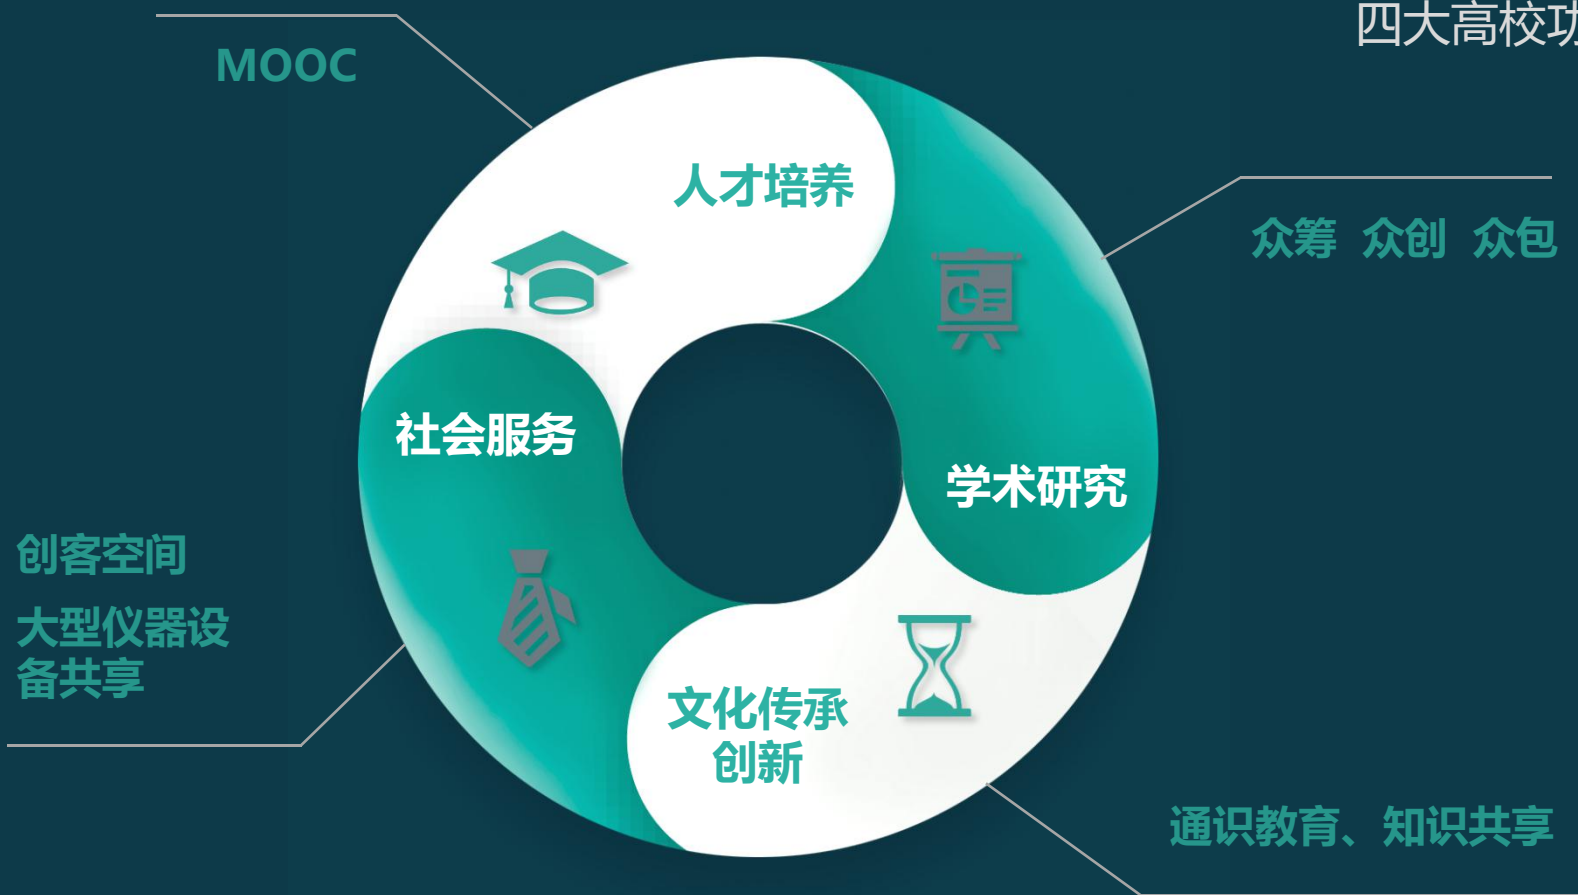 四大高校功
MOOC
人才培养
众筹 众创 众包
社会服务
学术研究
创客空间
大型仪器设
备共享
文化传承
创新
通识教育、知识共享